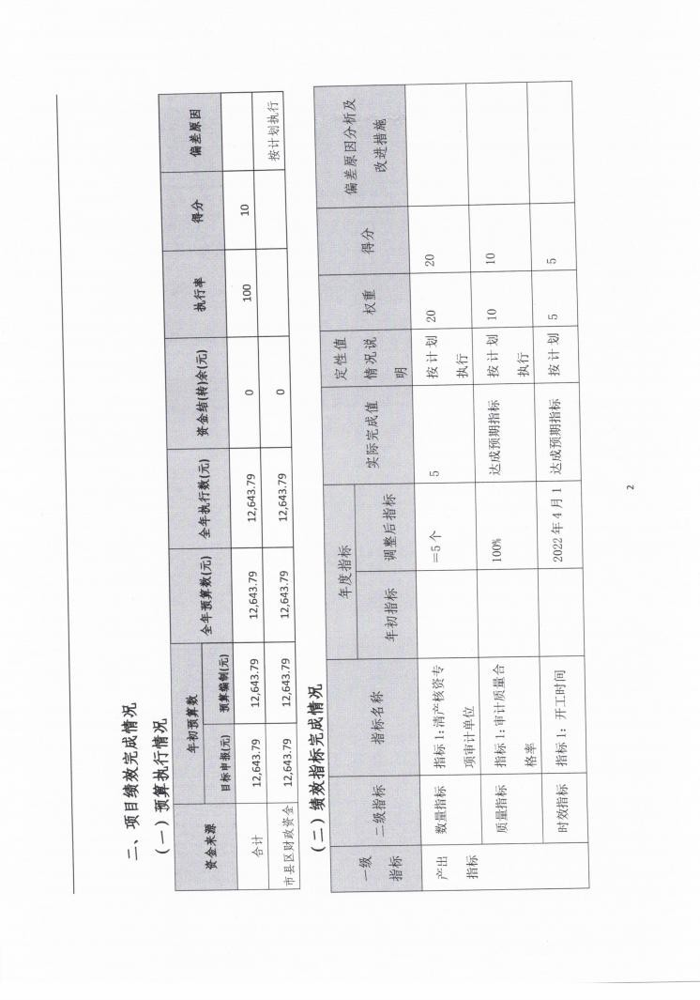 二、项目绩效完成情况
（一）预算执行情况
资金来源 年初预算数 全年预算数(元) 全年执行数(元) 资金结(转)余(元) 执行率 得分 偏差原因
目标申报(元) 预算编制(元)
合计 12,643.79 12,643.79 12,643.79 12,643.79 0 100 10
市县区财政资金 12,643.79 12,643.79 12,643.79 12,643.79 0 按计划执行
（二）绩效指标完成情况
一级 二级指标 指标名称 年度指标 实际完成值 定性值 权重 得分 偏差原因分析及
指标 年初指标 调整后指标 情况说 改进措施
明
产出 数量指标 指标 1:清产核资专 =5 个 5 按计划 20 20
指标 项审计单位 执行
质量指标 指标 1:审计质量合 100% 达成预期指标 按计划 10 10
格率 执行
时效指标 指标 1: 开工时间 2022 年 4 月 1 达成预期指标 按计划 5 5
2